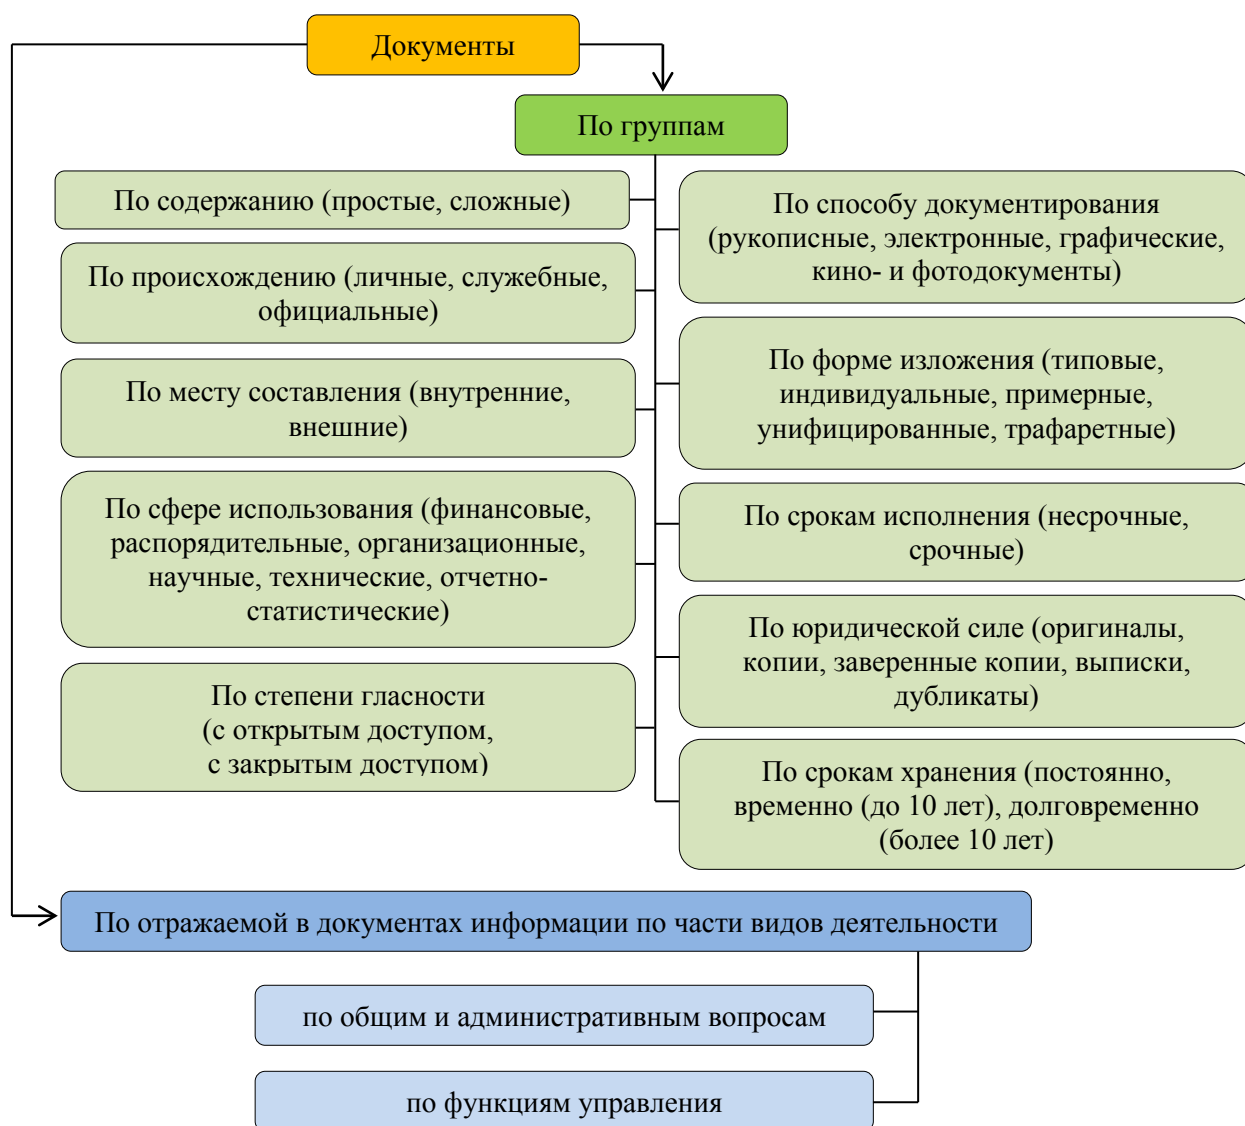 Документы
По группам
По содержанию (простые, сложные)
По происхождению (личные, служебные,
официальные)
По месту составления (внутренние,
внешние)
По сфере использования (финансовые,
распорядительные, организационные,
научные, технические, отчетно-
статистические)
По степени гласности
(с открытым доступом,
с закрытым доступом)
По способу документирования
(рукописные, электронные, графические,
кино- и фотодокументы)
По форме изложения (типовые,
индивидуальные, примерные,
унифицированные, трафаретные)
По срокам исполнения (несрочные,
срочные)
По юридической силе (оригиналы,
копии, заверенные копии, выписки,
дубликаты)
По срокам хранения (постоянно,
временно (до 10 лет), долговременно
(более 10 лет)
По отражаемой в документах информации по части видов деятельности
по общим и административным вопросам
по функциям управления